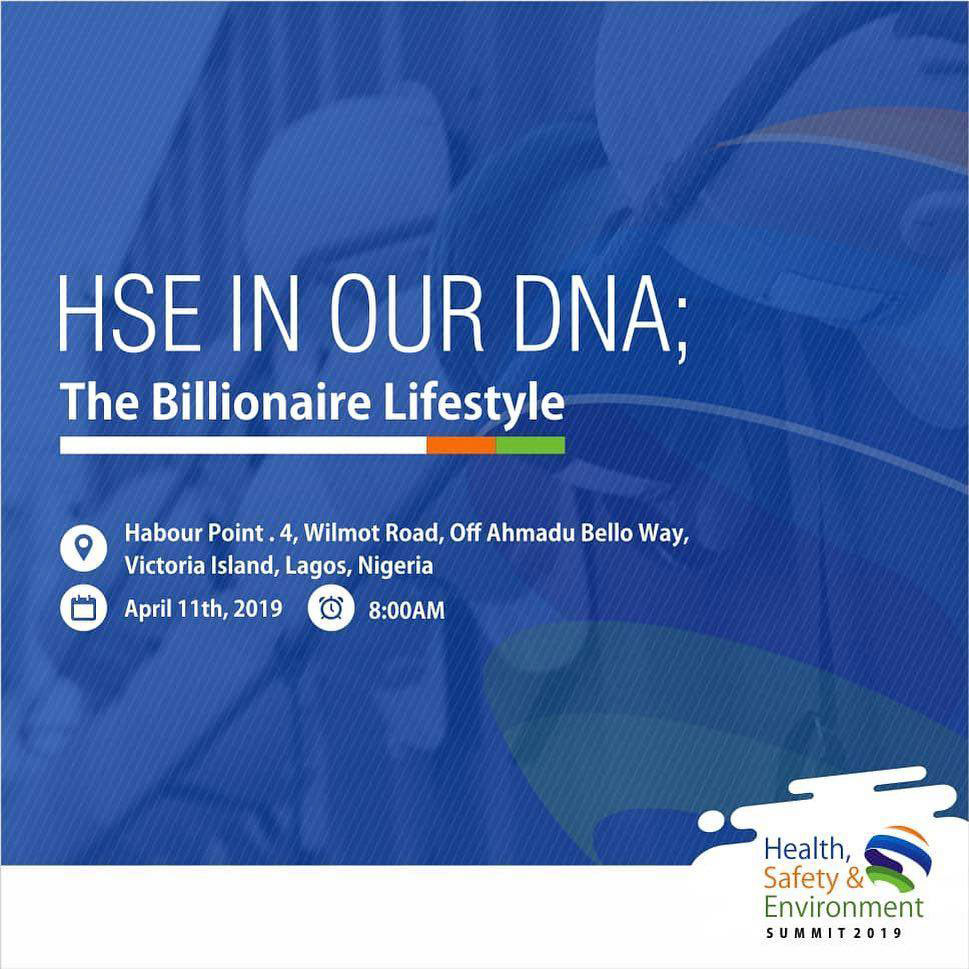 HSE IN OUR DNA;
The Billionaire Lifestyle
Habour Point . 4, Wilmot Road, Off Ahmadu Bello Way,
Victoria Island, Lagos, Nigeria
April 11th, 2019
8:00AM
Health,
Safety &
Environment
SUMMIT 2019